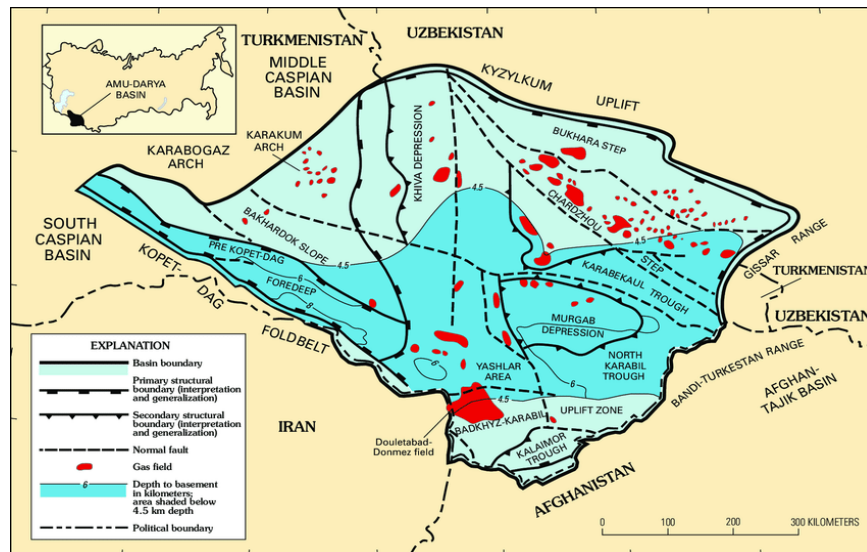 AMU-DARYA
BASIN
TURKMENISTAN
UZBEKISTAN
MIDDLE
CASPIAN
BASIN
KYZYLKUM
UPLIFT
KARABOGAZ
ARCH
KARAKUM
ARCH
KHIVA DEPRESSION
BUKHARA STEP
CHARDZHOU
STEP
4.5
4.5
4.5
SOUTH
CASPIAN
BASIN
BAKHARDOK SLOPE
PRE KOPET-DAG
FOREDEEP
6
8
KOPET-
DAG
FOLDBELT
KARABEKAUL TROUGH
GISSAR RANGE
TURKMENISTAN
UZBEKISTAN
MURGAB
DEPRESSION
NORTH
KARABIL
TROUGH
YASHLAR
AREA
6
6
4.5
BANDI-TURKESTAN RANGE
AFGHAN-
TAJIK BASIN
BADKHYZ-KARABIL
UPLIFT ZONE
KALAIMOR
TROUGH
Douletabad-
Donmez field
IRAN
AFGHANISTAN
EXPLANATION
Basin boundary
Primary structural
boundary (interpretation
and generalization)
Secondary structural
boundary (interpretation
and generalization)
Normal fault
Gas field
6
Depth to basement
in kilometers;
area shaded below
4.5 km depth
Political boundary
0 100 200 300 KILOMETERS